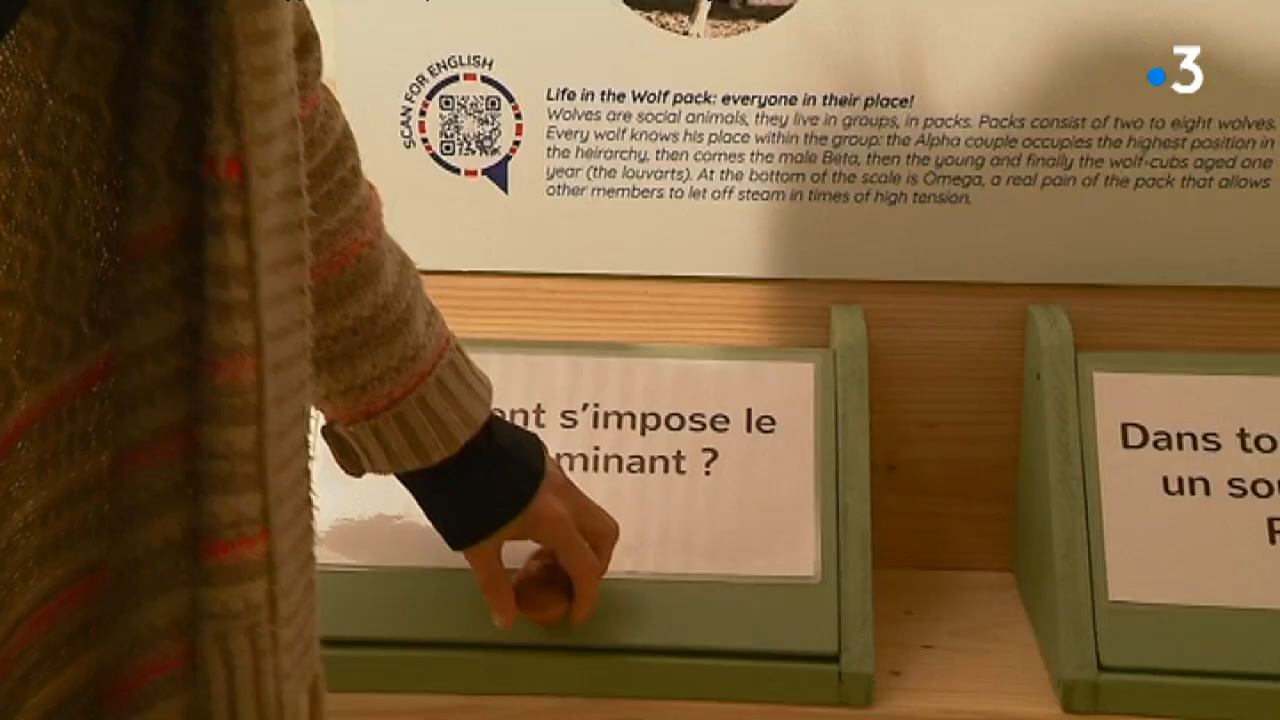 SCAN FOR ENGLISH
3
Life in the Wolf pack: everyone in their place!
Wolves are social animals, they live in groups, in packs. Packs consist of two to eight wolves.
Every wolf knows his place within the group: the Alpha couple occupies the highest position in
the heirarchy, then comes the male Beta, then the young and finally the wolf-cubs aged one
year (the louvarts). At the bottom of the scale is Omega, a real pain of the pack that allows
other members to let off steam in times of high tension.
ent s'impose le
minant ?
Dans to
un sou